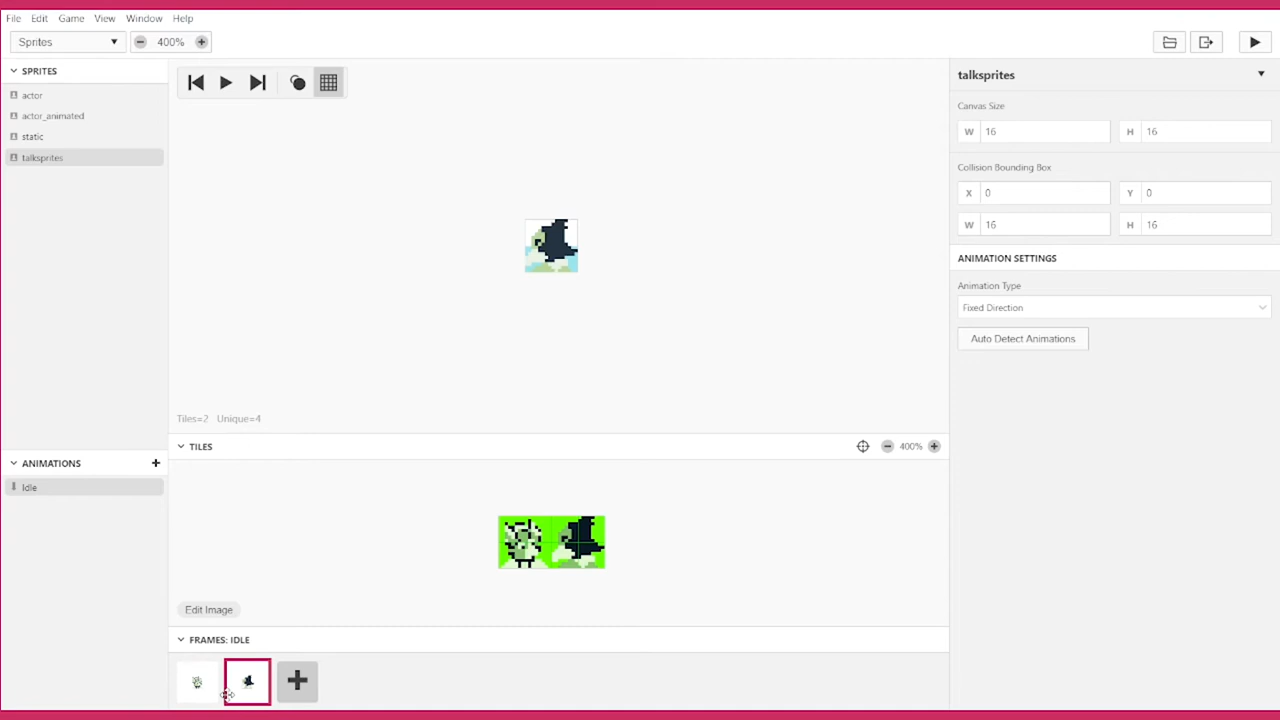 File Edit Game View Window Help
Sprites ▼ 400%
SPRITES
actor
actor_animated
static
talksprites
Tiles=2 Unique=4
TILES
400%
Edit Image
FRAMES: IDLE
ANIMATIONS
Idle
talksprites
Canvas Size
W 16 H 16
Collision Bounding Box
X 0 Y 0
W 16 H 16
ANIMATION SETTINGS
Animation Type
Fixed Direction
Auto Detect Animations